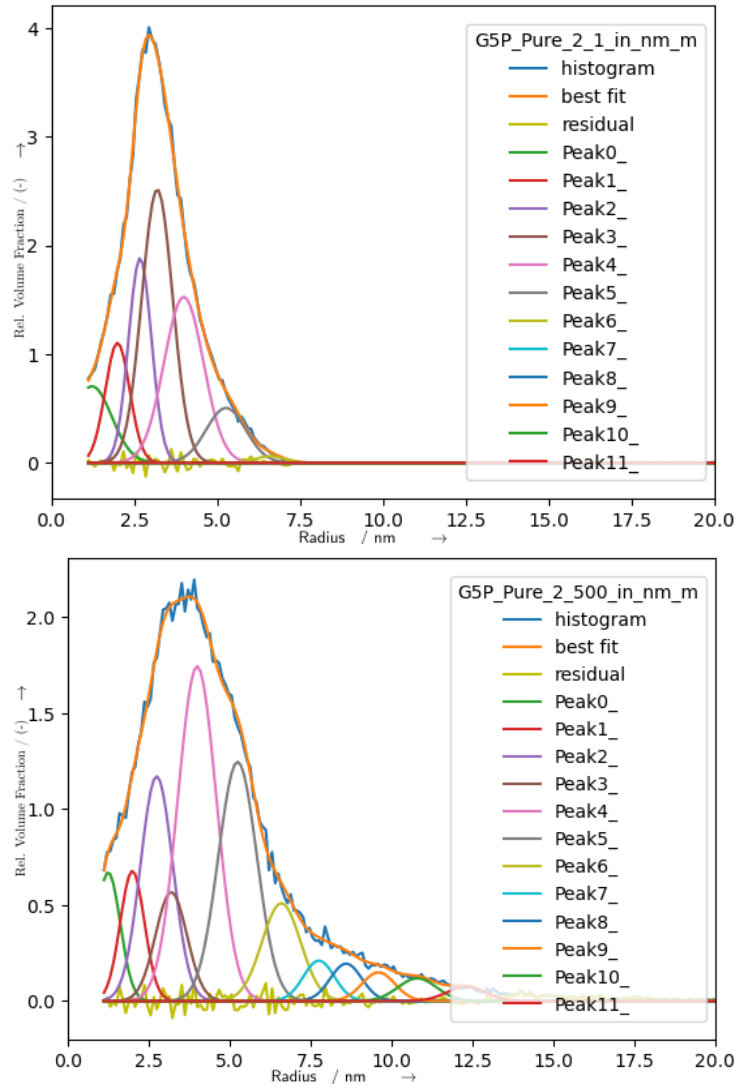 4
3
2
1
0
Rel. Volume Fraction / (-) →
G5P_Pure_2_1_in_nm_m
histogram
best fit
residual
Peak0_
Peak1_
Peak2_
Peak3_
Peak4_
Peak5_
Peak6_
Peak7_
Peak8_
Peak9_
Peak10_
Peak11_
0.0 2.5 5.0 7.5 10.0 12.5 15.0 17.5 20.0
Radius / nm →
2.0
1.5
1.0
0.5
0.0
Rel. Volume Fraction / (-) →
G5P_Pure_2_500_in_nm_m
histogram
best fit
residual
Peak0_
Peak1_
Peak2_
Peak3_
Peak4_
Peak5_
Peak6_
Peak7_
Peak8_
Peak9_
Peak10_
Peak11_
0.0 2.5 5.0 7.5 10.0 12.5 15.0 17.5 20.0
Radius / nm →